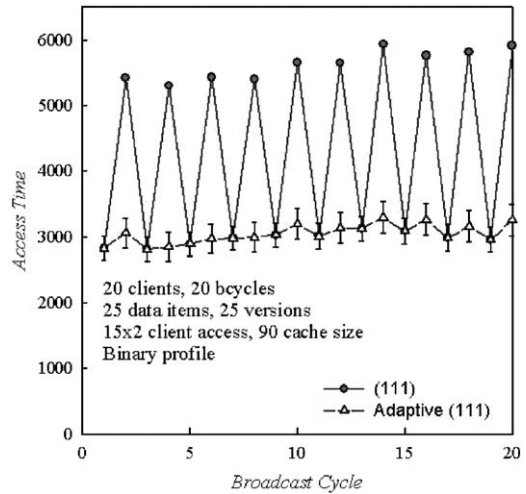 6000
5000
4000
3000
2000
1000
0
Access Time
20 clients, 20 bcycles
25 data items, 25 versions
15x2 client access, 90 cache size
Binary profile
(111)
Adaptive (111)
0 5 10 15 20
Broadcast Cycle